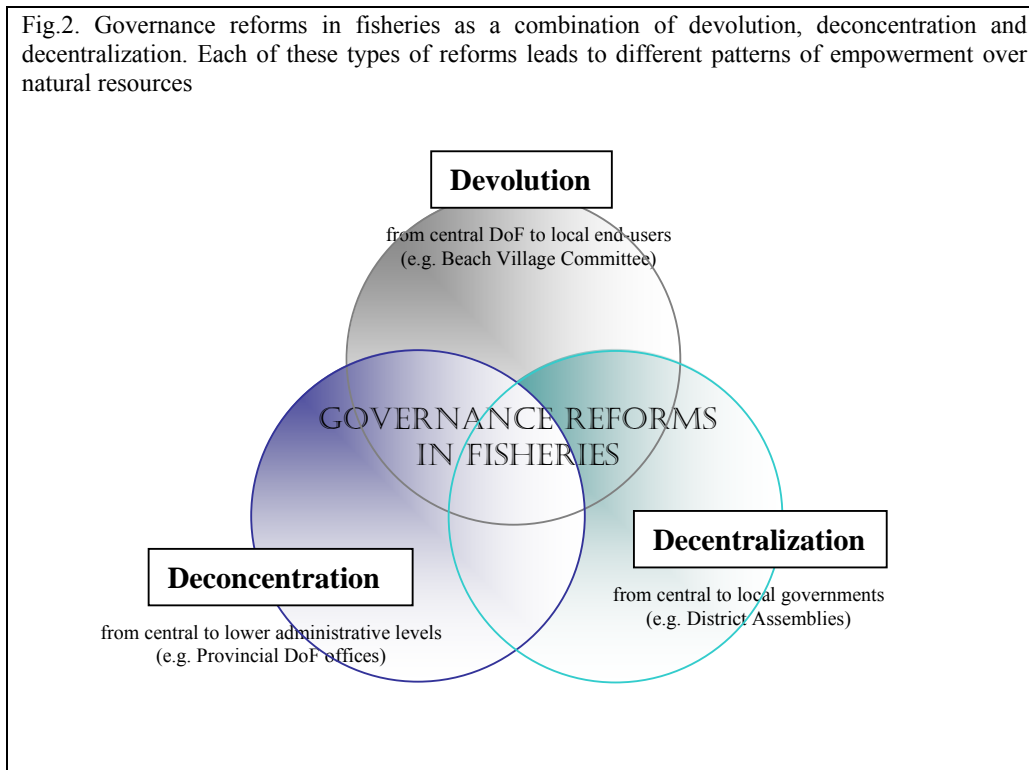 Fig.2. Governance reforms in fisheries as a combination of devolution, deconcentration and
decentralization. Each of these types of reforms leads to different patterns of empowerment over
natural resources
Devolution
from central DoF to local end-users
(e.g. Beach Village Committee)
GOVERNANCE REFORMS
IN FISHERIES
Decentralization
from central to local governments
(e.g. District Assemblies)
Deconcentration
from central to lower administrative levels
(e.g. Provincial DoF offices)